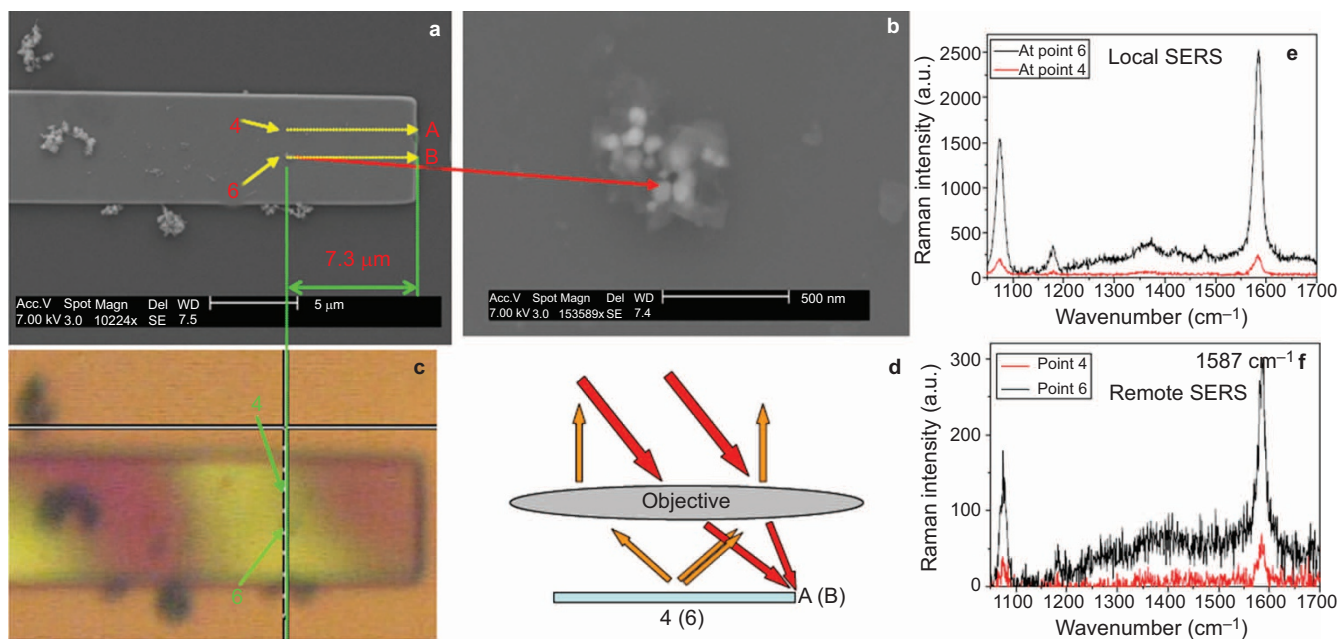 a
4
A
6
B
7.3 μm
Acc.V Spot Magn Del WD
7.00 kV 3.0 10224x SE 7.5
5 μm
b
Acc.V Spot Magn Del WD
7.00 kV 3.0 153589x SE 7.4
500 nm
c
4
d
Objective
A (B)
4 (6)
e
At point 6
At point 4
Local SERS
Raman intensity (a.u.)
2500
2000
1500
1000
500
0
1100 1200 1300 1400 1500 1600 1700
Wavenumber (cm–1)
f
Point 4
Point 6
1587 cm–1
Remote SERS
Raman intensity (a.u.)
300
200
100
0
1100 1200 1300 1400 1500 1600 1700
Wavenumber (cm–1)